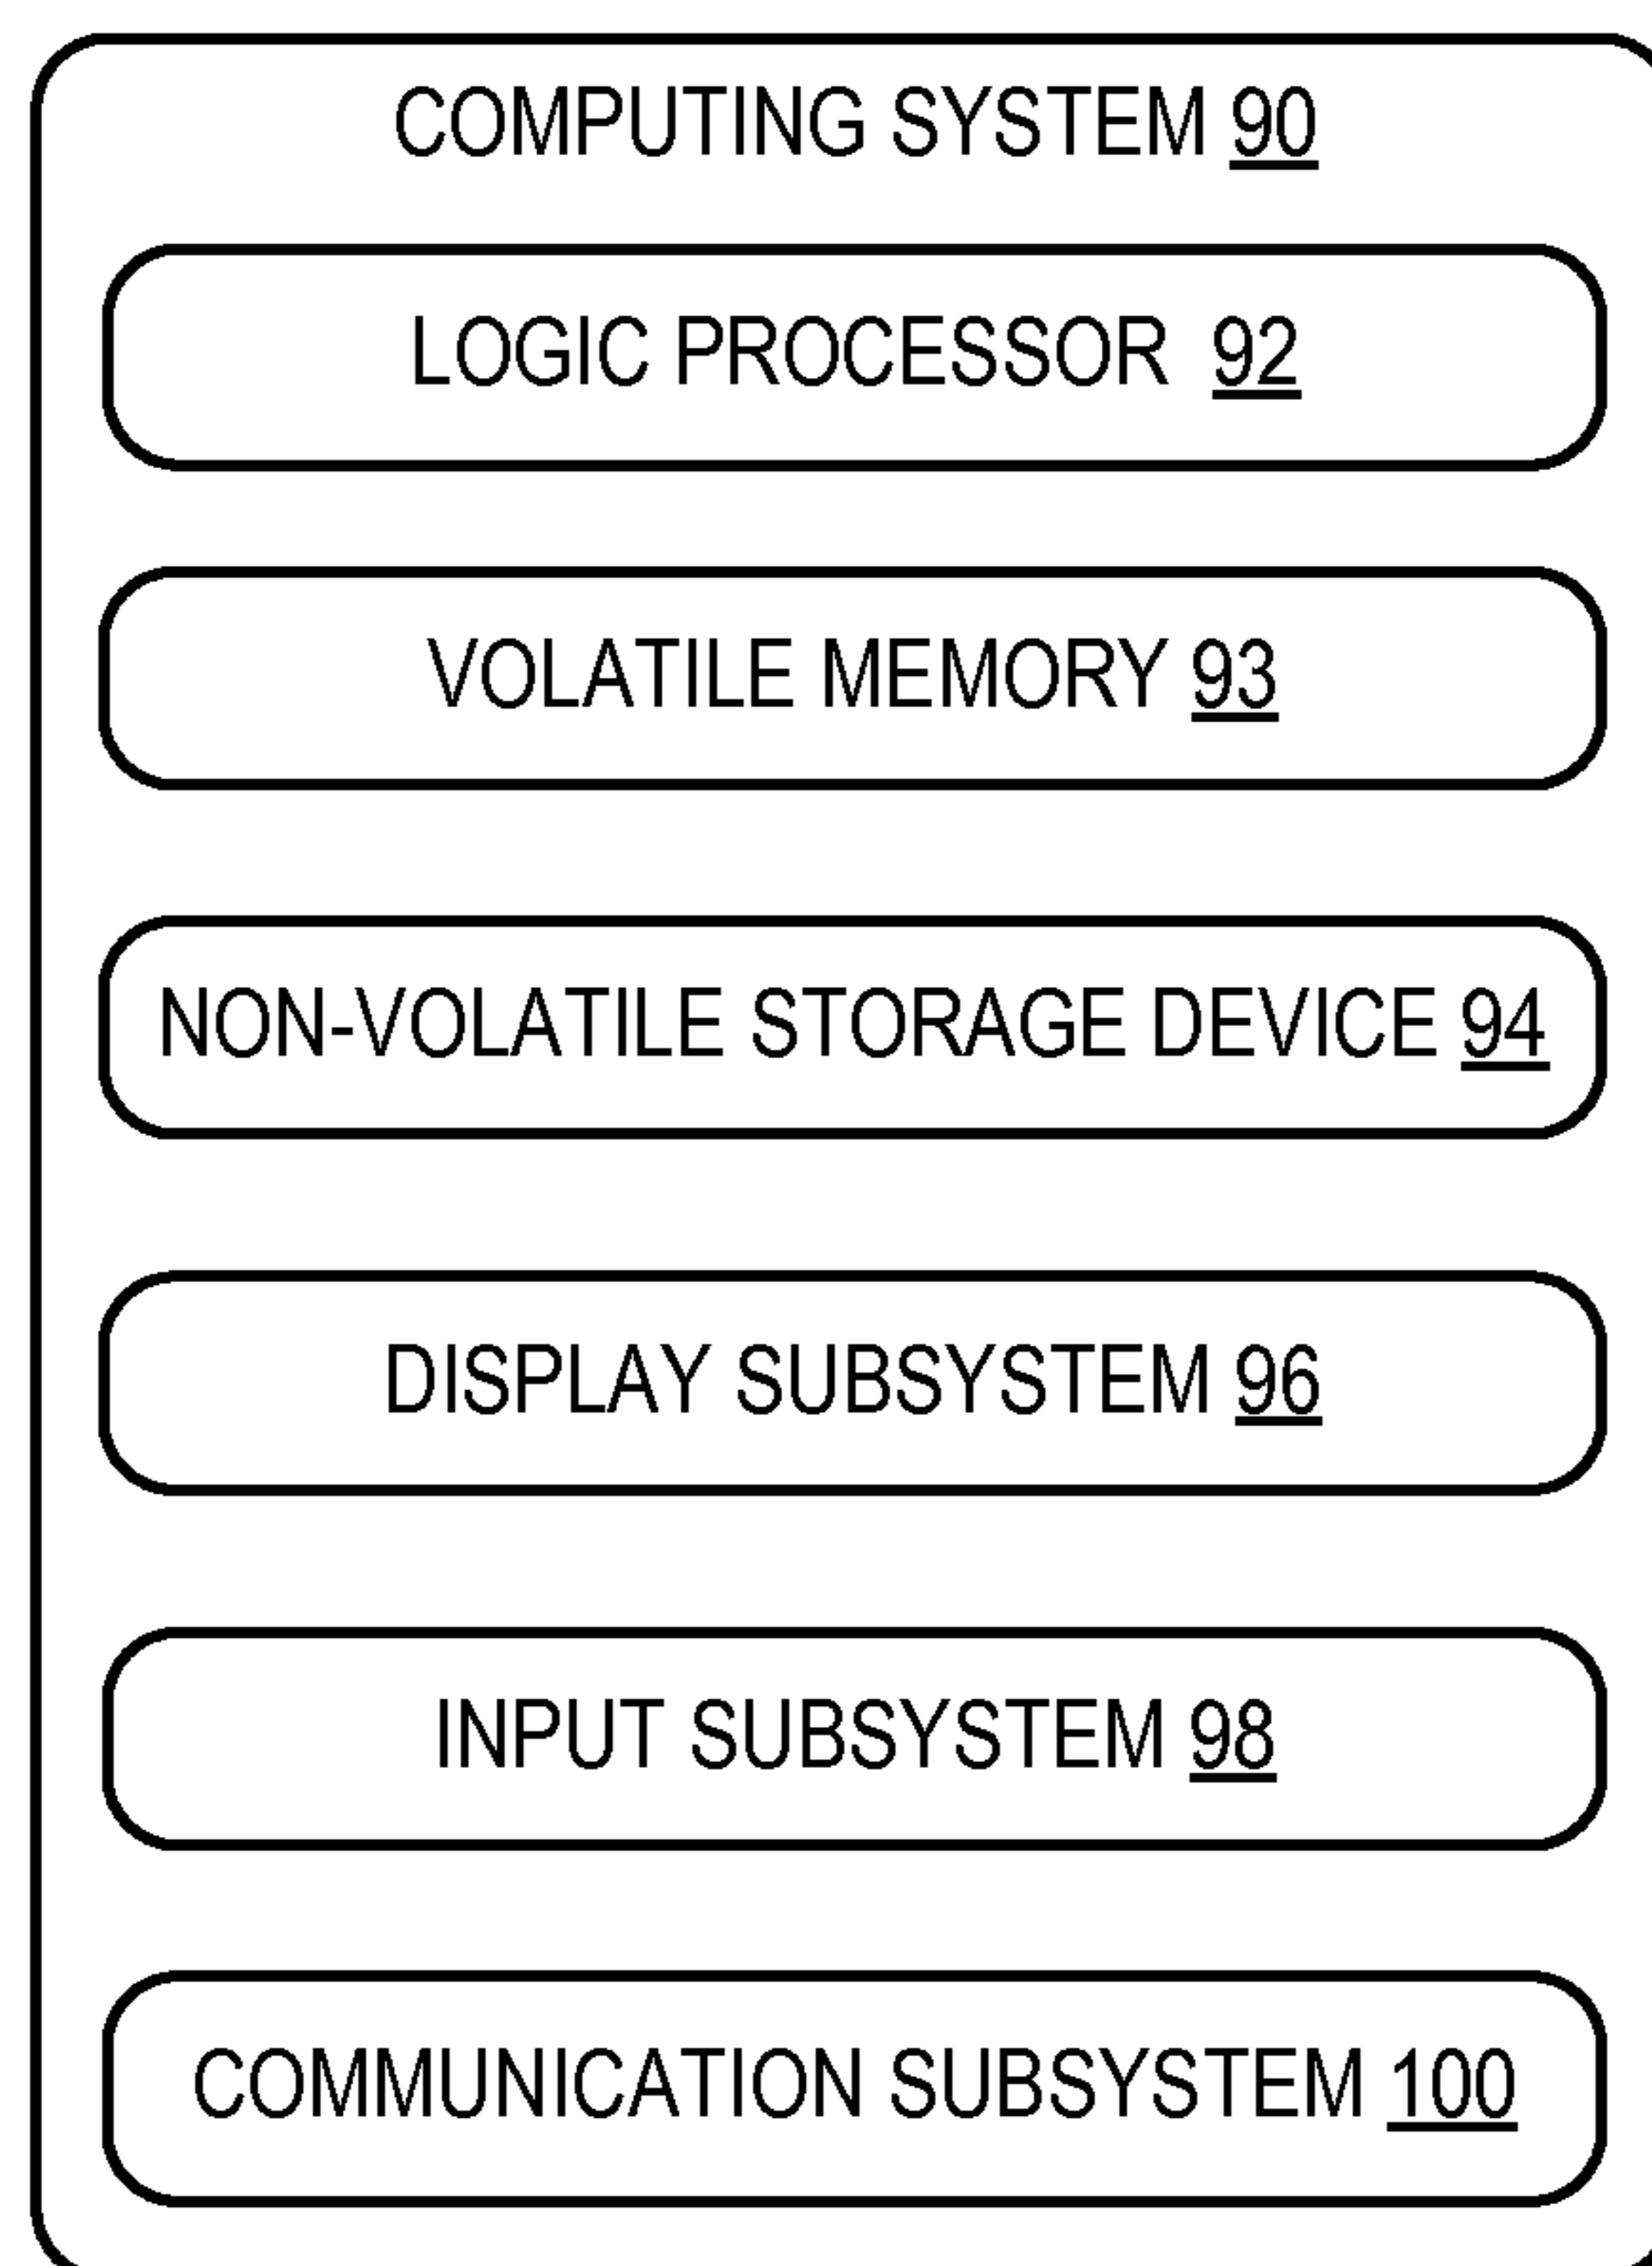 COMPUTING SYSTEM 90
LOGIC PROCESSOR 92
VOLATILE MEMORY 93
NON-VOLATILE STORAGE DEVICE 94
DISPLAY SUBSYSTEM 96
INPUT SUBSYSTEM 98
COMMUNICATION SUBSYSTEM 100